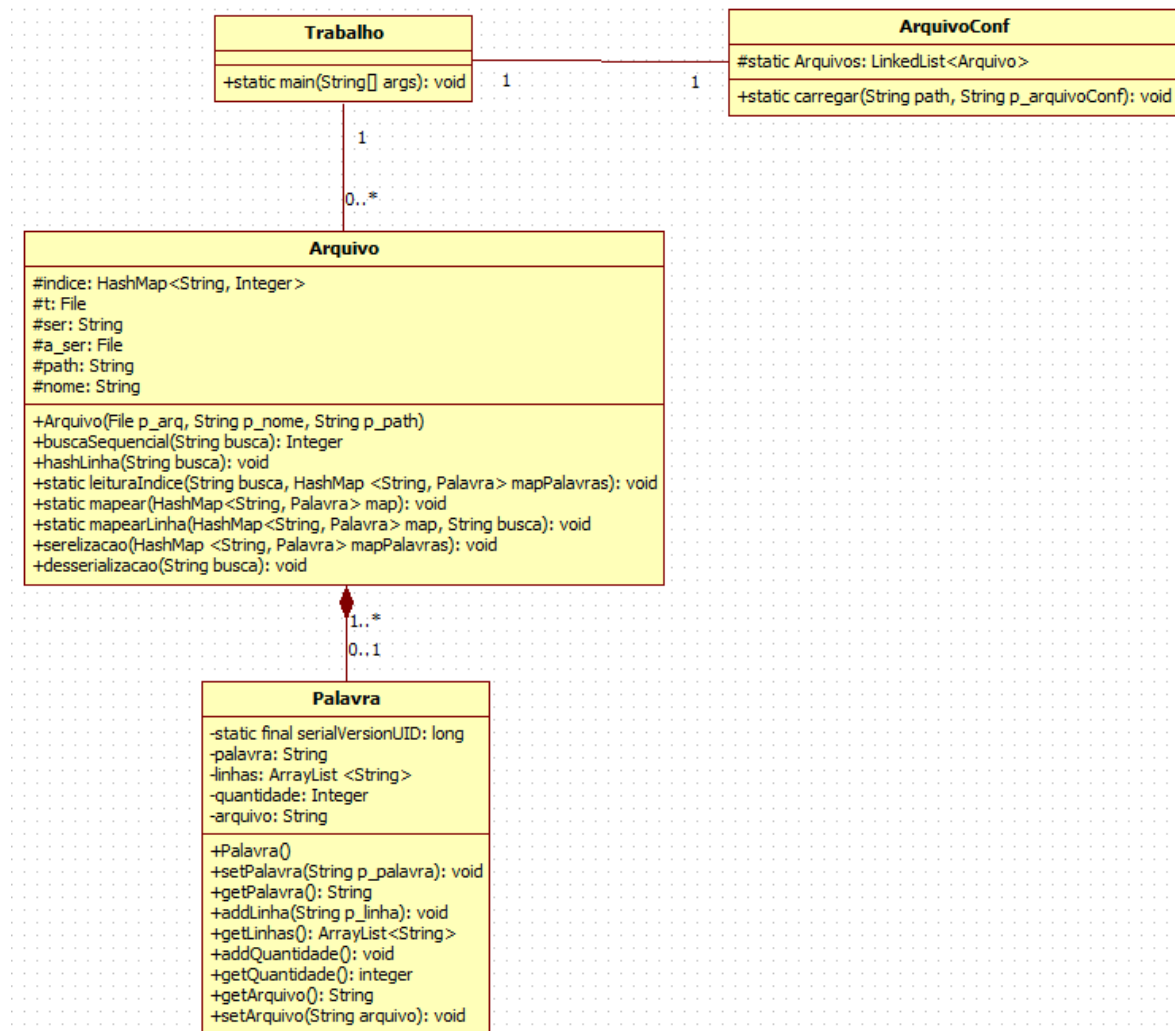 Trabalho
+static main(String[] args): void
1
1
ArquivoConf
#static Arquivos: LinkedList<Arquivo>
+static carregar(String path, String p_arquivoConf): void
1
0..*
Arquivo
#indice: HashMap<String, Integer>
#t: File
#ser: String
#a_ser: File
#path: String
#nome: String
+Arquivo(File p_arq, String p_nome, String p_path)
+buscaSequencial(String busca): Integer
+hashLinha(String busca): void
+static leituraIndice(String busca, HashMap <String, Palavra> mapPalavras): void
+static mapear(HashMap<String, Palavra> map): void
+static mapearLinha(HashMap<String, Palavra> map, String busca): void
+serelizacao(HashMap <String, Palavra> mapPalavras): void
+desserializacao(String busca): void
1..*
0..1
Palavra
-static final serialVersionUID: long
-palavra: String
-linhas: ArrayList <String>
-quantidade: Integer
-arquivo: String
+Palavra()
+setPalavra(String p_palavra): void
+getPalavra(): String
+addLinha(String p_linha): void
+getLinhas(): ArrayList<String>
+addQuantidade(): void
+getQuantidade(): integer
+getArquivo(): String
+setArquivo(String arquivo): void